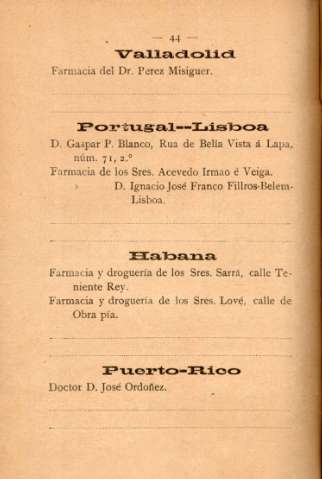 — 44 —
Valladolid
Farmacia del Dr. Perez Misiguer.
Portugal--Lisboa
D. Gaspar P. Blanco, Rua de Bella Vista á Lapa,
núm. 71, 2.°
Farmacia de los Sres. Acevedo Irmao é Veiga.
» D. Ignacio José Franco Fillros-Belem-
Lisboa.
Habana
Farmacia y droguería de los Sres. Sarrá, calle Te-
niente Rey.
Farmacia y droguería de los Sres. Lové, calle de
Obra pía.
Puerto-Rico
Doctor D. José Ordoñez.